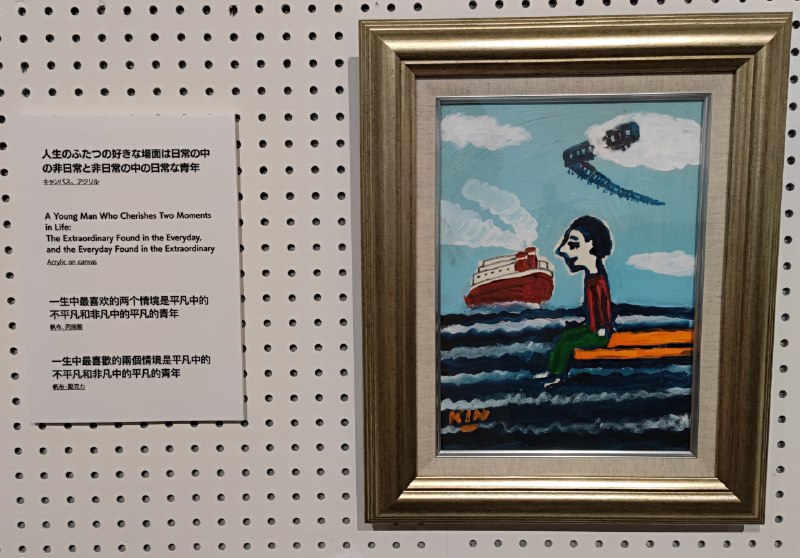 人生のふたつの好きな場面は日常の中
の非日常と非日常の中の日常な青年
キャンバス、アクリル
A Young Man Who Cherishes Two Moments
in Life:
The Extraordinary Found in the Everyday,
and the Everyday Found in the Extraordinary
Acrylic on canvas
一生中最喜欢的两个情境是平凡中的
不平凡和非凡中的平凡的青年
帆布、丙烯酸
一生中最喜歡的兩個情境是平凡中的
不平凡和非凡中的平凡的青年
帆布・壓克力
KIN